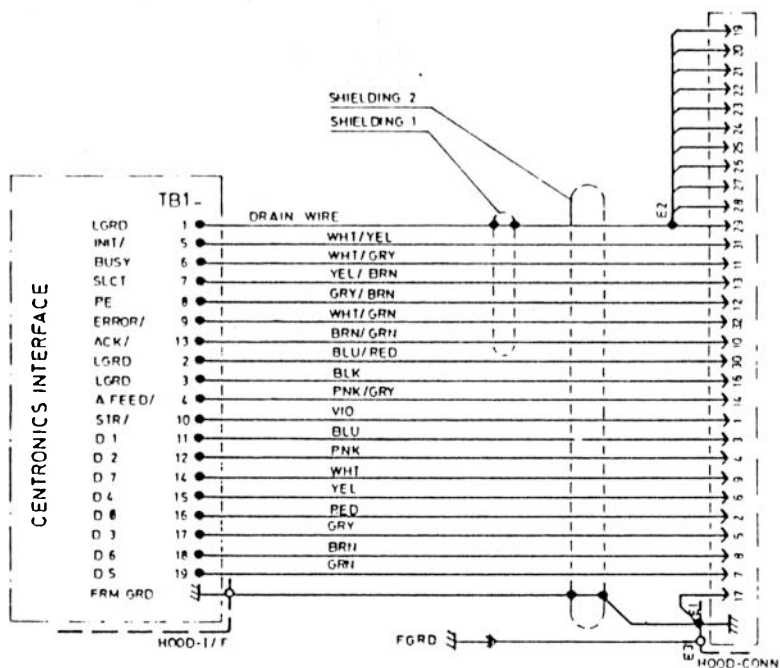 SHIELDING 2
SHIELDING 1
CENTRONICS INTERFACE
TB1
19
20
21
22
23
24
25
26
27
28
E2
LGRD 1 DRAIN WIRE 29
INIT/ 5 WHT/YEL 31
BUSY 6 WHT/GRY 11
SLCT 7 YEL/BRN 13
PE 8 GRY/BRN 12
ERROR/ 9 WHT/GRN 32
ACK/ 13 BRN/GRN 10
LGRD 2 BLU/RED 30
LGRD 3 BLK 16
A.FEED/ 4 PNK/GRY 14
STR/ 10 VIO 1
D 1 11 BLU 3
D 2 12 PNK 4
D 7 14 WHT 9
D 4 15 YEL 6
D 0 16 RED 2
D 3 17 GRY 5
D 6 18 BRN 8
D 5 19 GRN 7
FRM GRD 17
E1
HOOD-I/F
FGRD
E3
HOOD-CONN